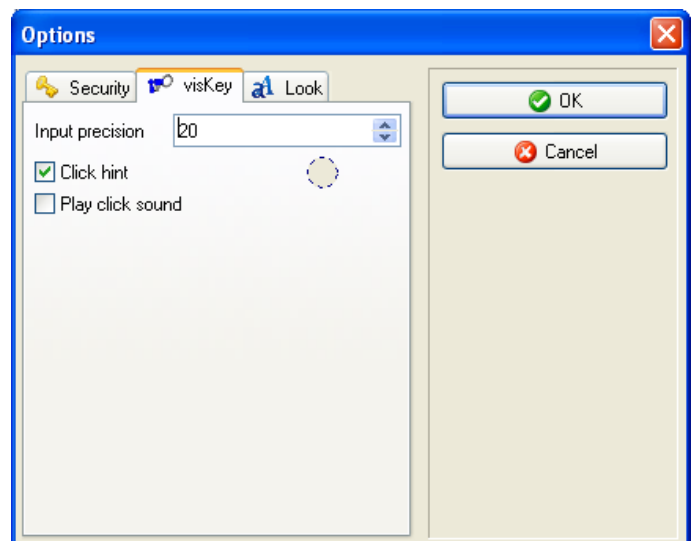 Options
Security visKey Look
OK
Input precision 20
Cancel
Click hint
Play click sound